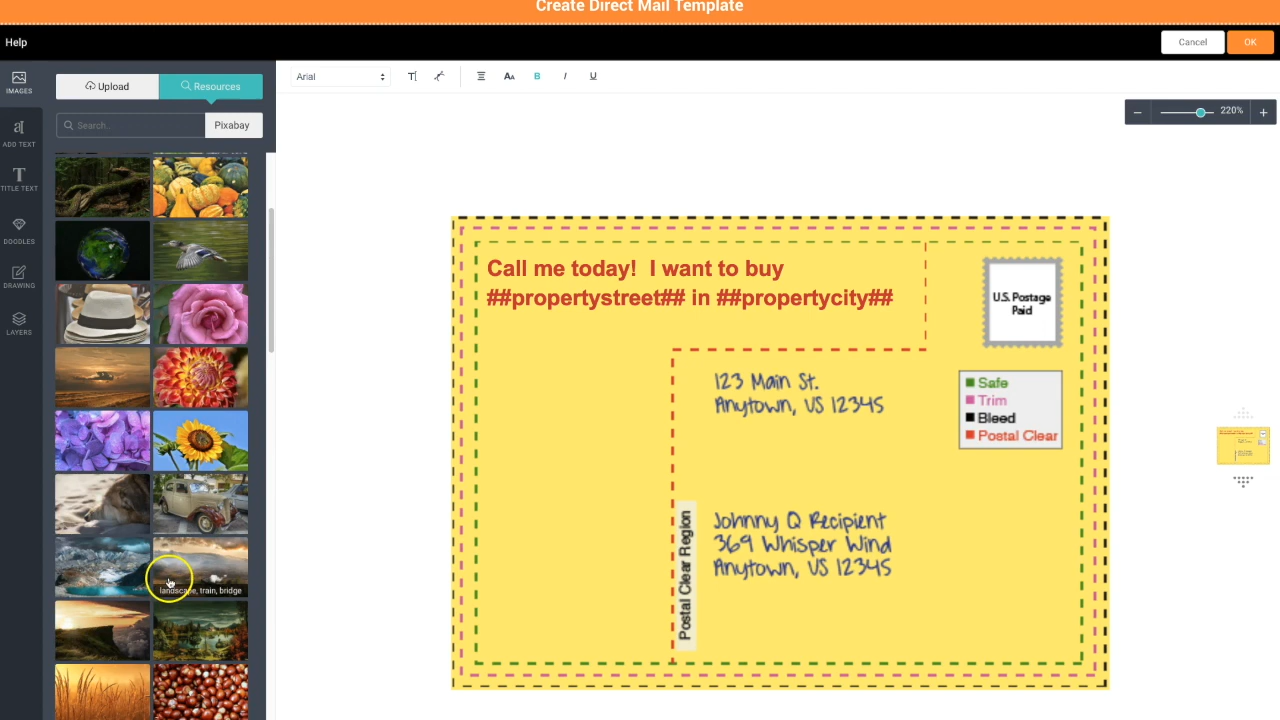 Create Direct Mail Template
Help
Cancel
OK
IMAGES
Upload
Resources
Search..
Pixabay
ADD TEXT
TITLE TEXT
DOODLES
DRAWING
LAYERS
landscape, train, bridge
Arial
220%
Call me today! I want to buy
##propertystreet## in ##propertycity##
U.S. Postage
Paid
123 Main St.
Anytown, US 12345
Safe
Trim
Bleed
Postal Clear
Postal Clear Region
Johnny Q Recipient
369 Whisper Wind
Anytown, US 12345